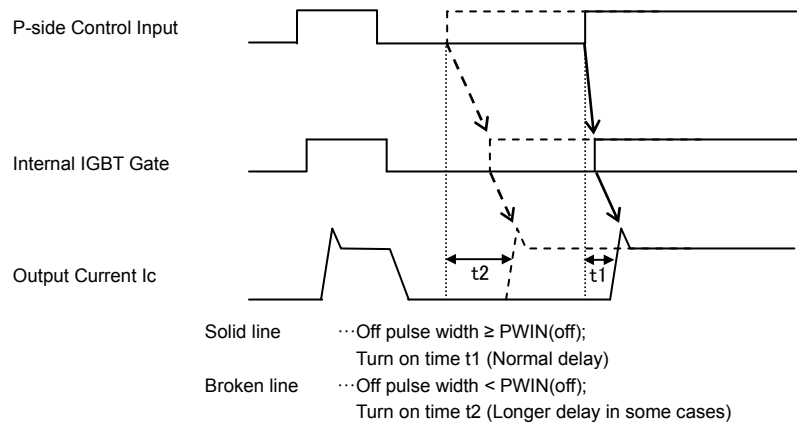 P-side Control Input
Internal IGBT Gate
Output Current Ic
t2
t1
Solid line ⋯Off pulse width ≥ PWIN(off);
Turn on time t1 (Normal delay)
Broken line ⋯Off pulse width < PWIN(off);
Turn on time t2 (Longer delay in some cases)